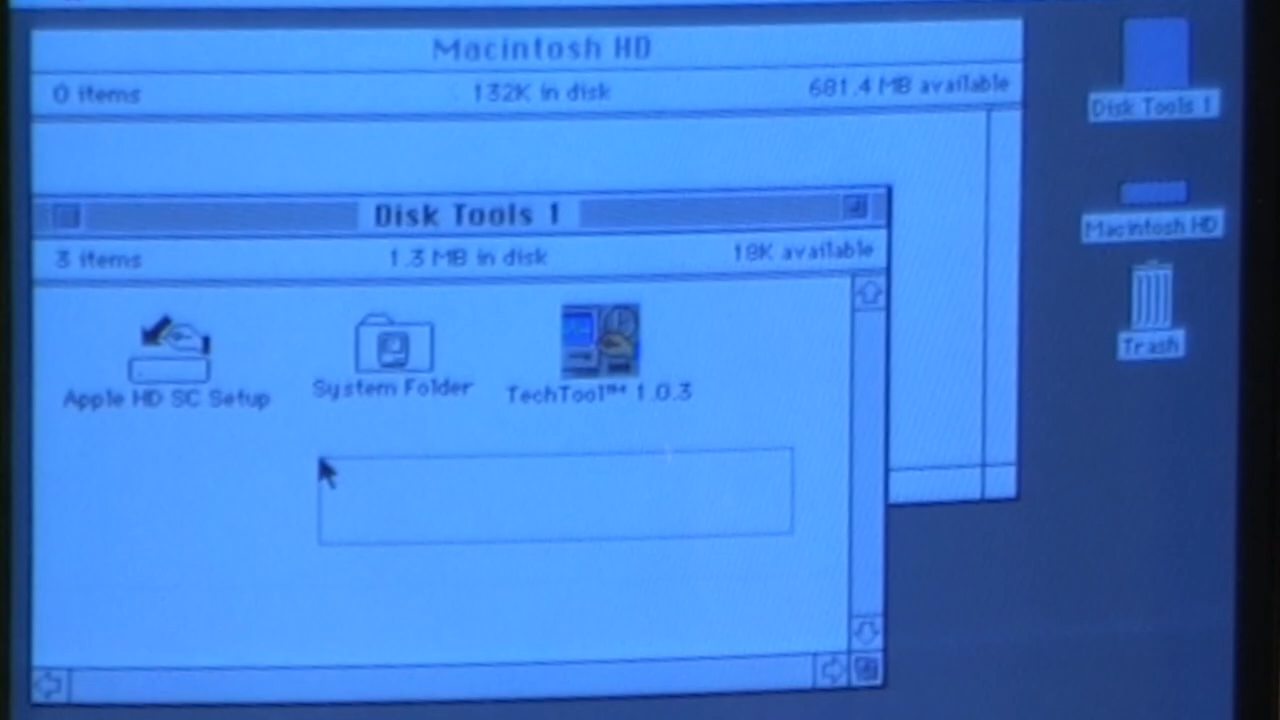 Macintosh HD
0 items 132K in disk 681.4 MB available
Disk Tools 1
Macintosh HD
Trash
Disk Tools 1
3 items 1.3 MB in disk 18K available
Apple HD SC Setup System Folder TechTool™ 1.0.3